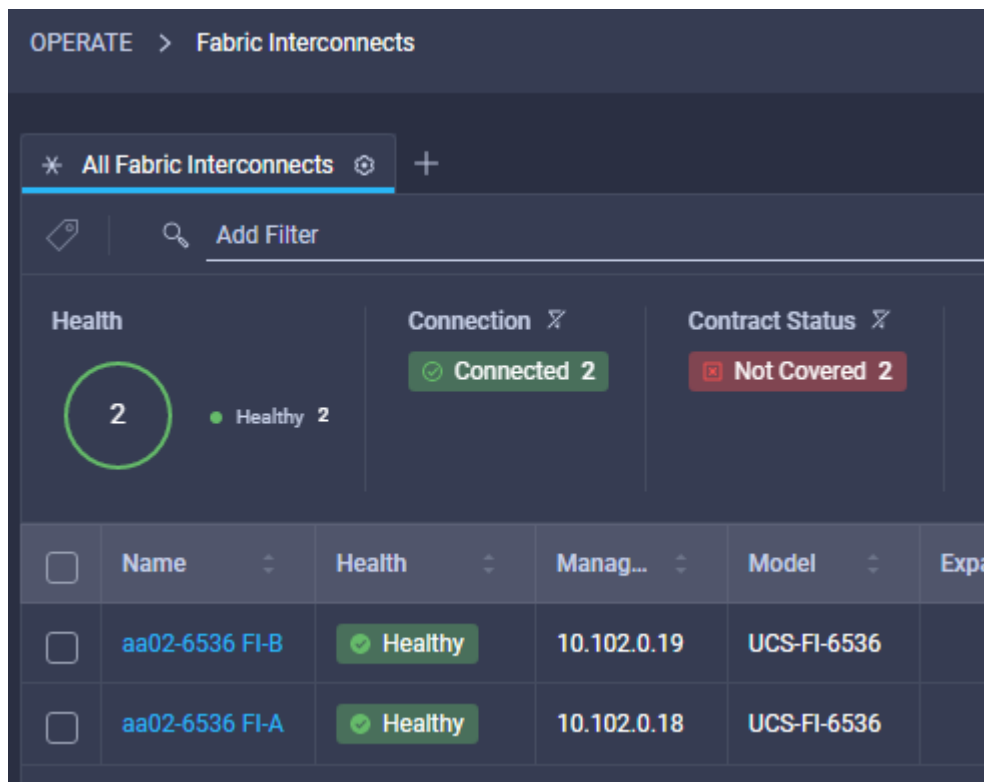 OPERATE > Fabric Interconnects
All Fabric Interconnects +
Add Filter
Health Connection Contract Status
Connected 2 Not Covered 2
2 Healthy 2
Name Health Manag... Model Expa
aa02-6536 FI-B Healthy 10.102.0.19 UCS-FI-6536
aa02-6536 FI-A Healthy 10.102.0.18 UCS-FI-6536